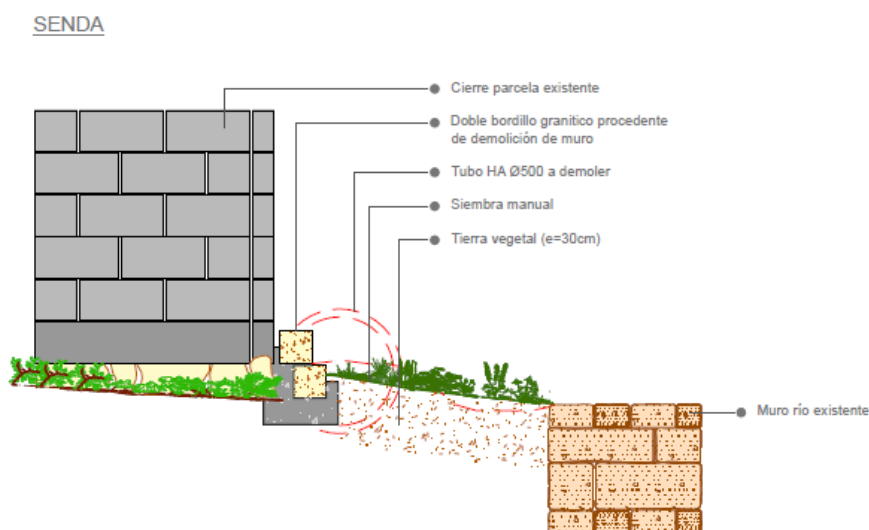 SENDA
Cierre parcela existente
Doble bordillo granitico procedente
de demolición de muro
Tubo HA Ø500 a demoler
Siembra manual
Tierra vegetal (e=30cm)
Muro río existente